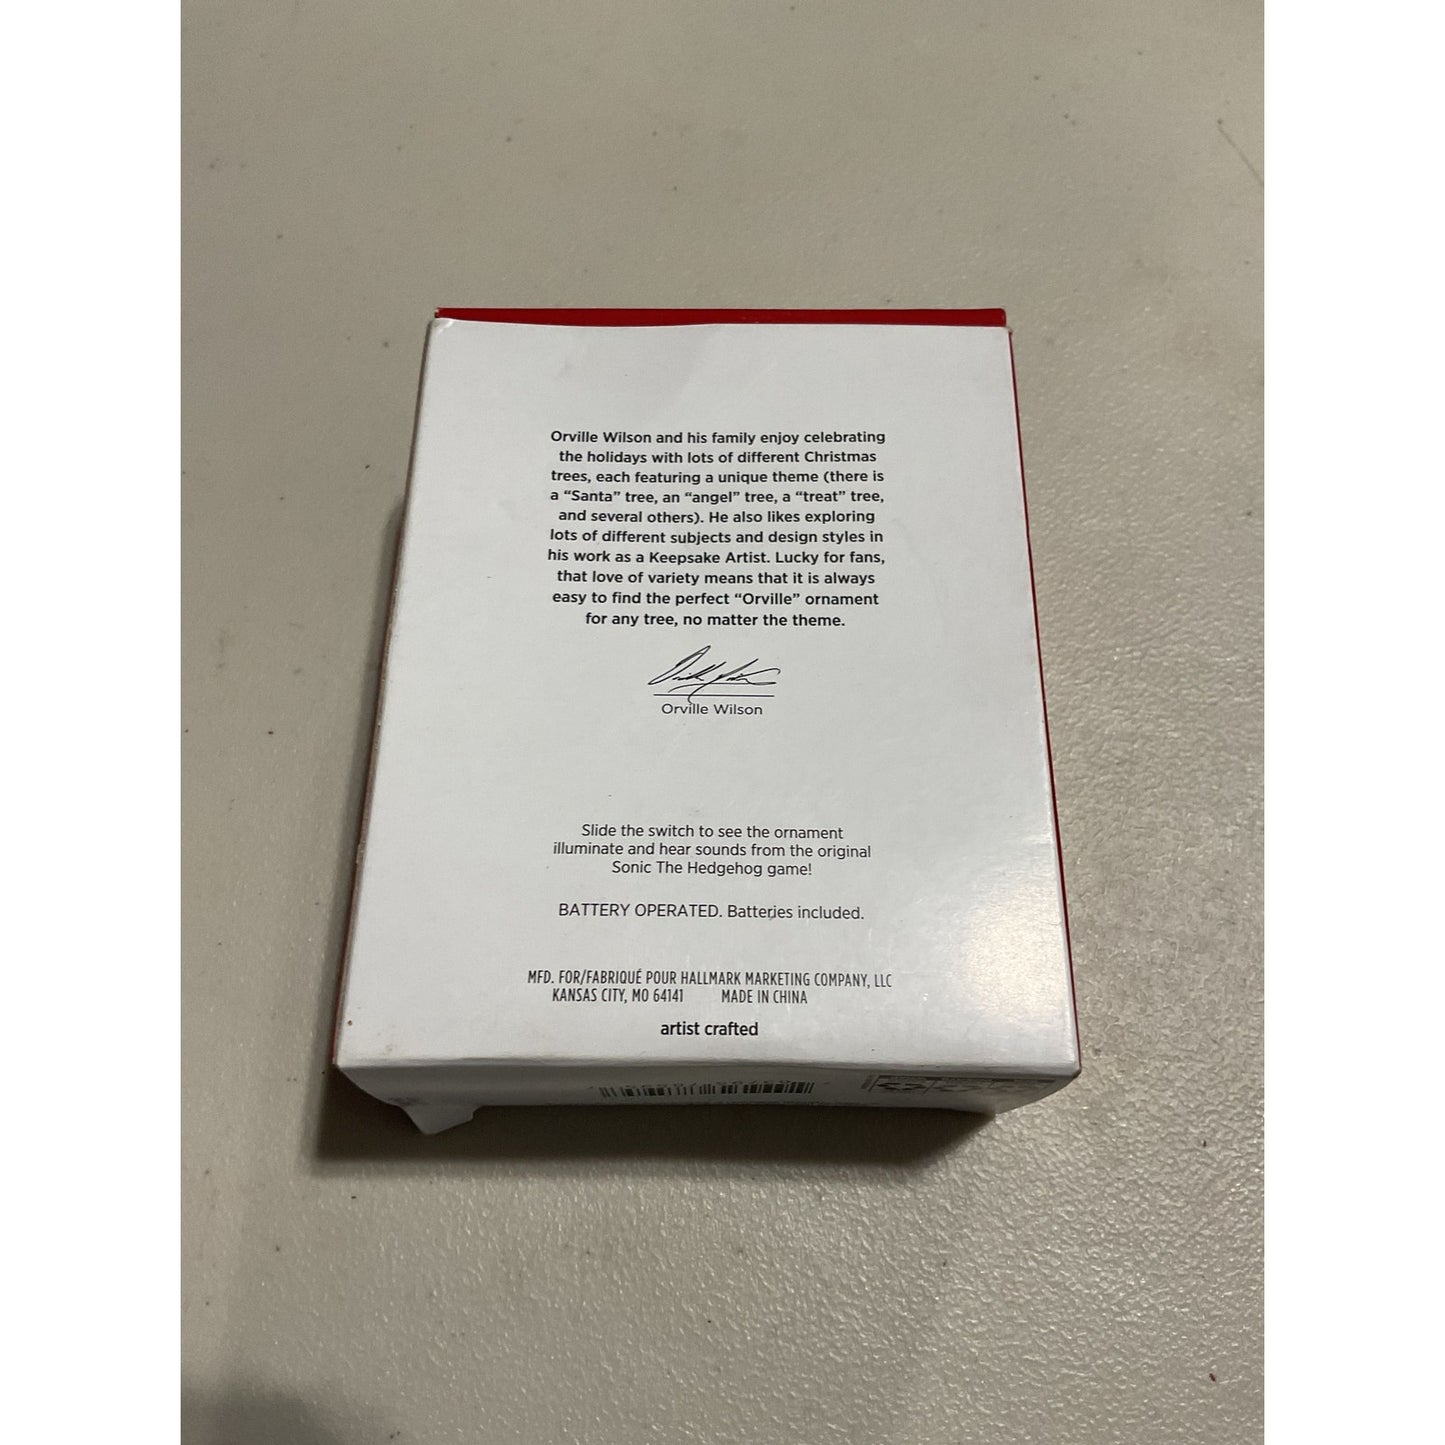 Orville Wilson and his family enjoy celebrating
the holidays with lots of different Christmas
trees, each featuring a unique theme (there is
a “Santa” tree, an “angel” tree, a “treat” tree,
and several others). He also likes exploring
lots of different subjects and design styles in
his work as a Keepsake Artist. Lucky for fans,
that love of variety means that it is always
easy to find the perfect “Orville” ornament
for any tree, no matter the theme.
Orville Wilson
Slide the switch to see the ornament
illuminate and hear sounds from the original
Sonic The Hedgehog game!
BATTERY OPERATED. Batteries included.
MFD. FOR/FABRIQUÉ POUR HALLMARK MARKETING COMPANY, LLC
KANSAS CITY, MO 64141 MADE IN CHINA
artist crafted